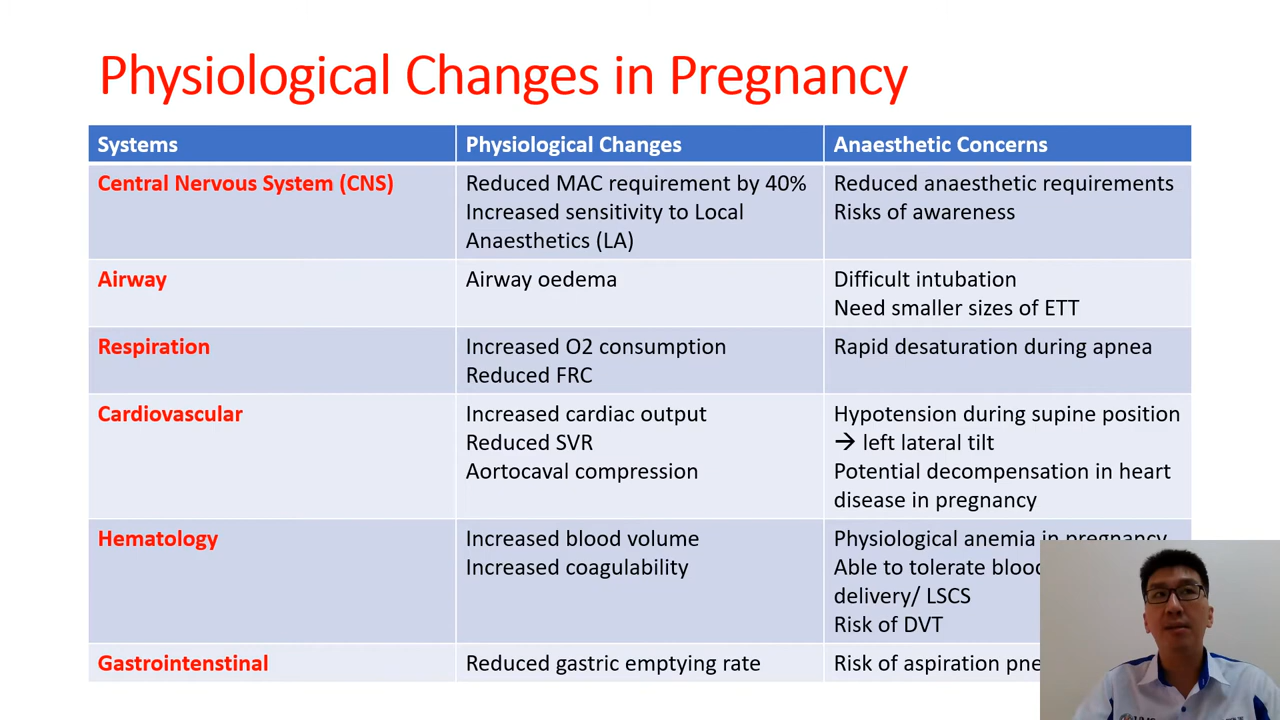 Physiological Changes in Pregnancy
Systems
Physiological Changes
Anaesthetic Concerns
Central Nervous System (CNS)
Reduced MAC requirement by 40%
Increased sensitivity to Local
Anaesthetics (LA)
Reduced anaesthetic requirements
Risks of awareness
Airway
Airway oedema
Difficult intubation
Need smaller sizes of ETT
Respiration
Increased O2 consumption
Reduced FRC
Rapid desaturation during apnea
Cardiovascular
Increased cardiac output
Reduced SVR
Aortocaval compression
Hypotension during supine position
→ left lateral tilt
Potential decompensation in heart
disease in pregnancy
Hematology
Increased blood volume
Increased coagulability
Physiological anemia in pregnancy
Able to tolerate blood
delivery/ LSCS
Risk of DVT
Gastrointenstinal
Reduced gastric emptying rate
Risk of aspiration